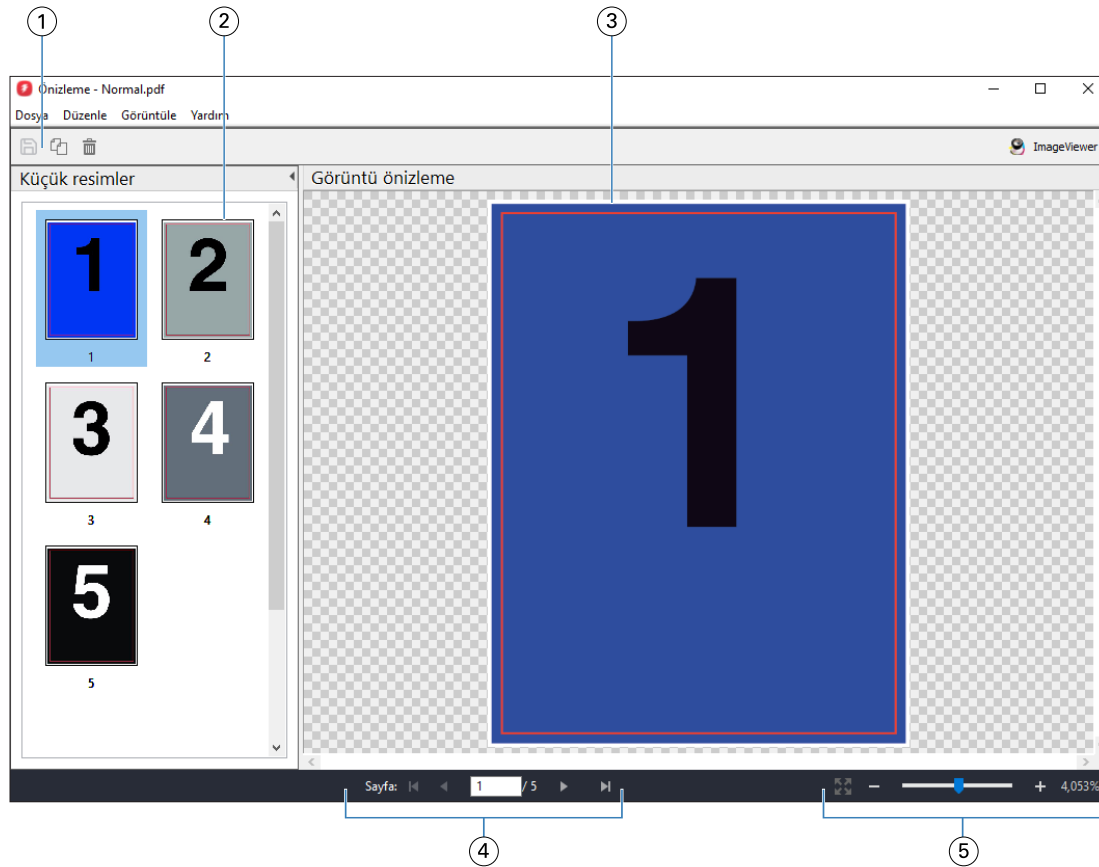 1 2 3
Önizleme - Normal.pdf
Dosya Düzenle Görüntüle Yardım
ImageViewer
Küçük resimler Görüntü önizleme
1 2
1 2
3 4
3 4
5
5
1
Sayfa: 1 / 5 4,053%
4 5